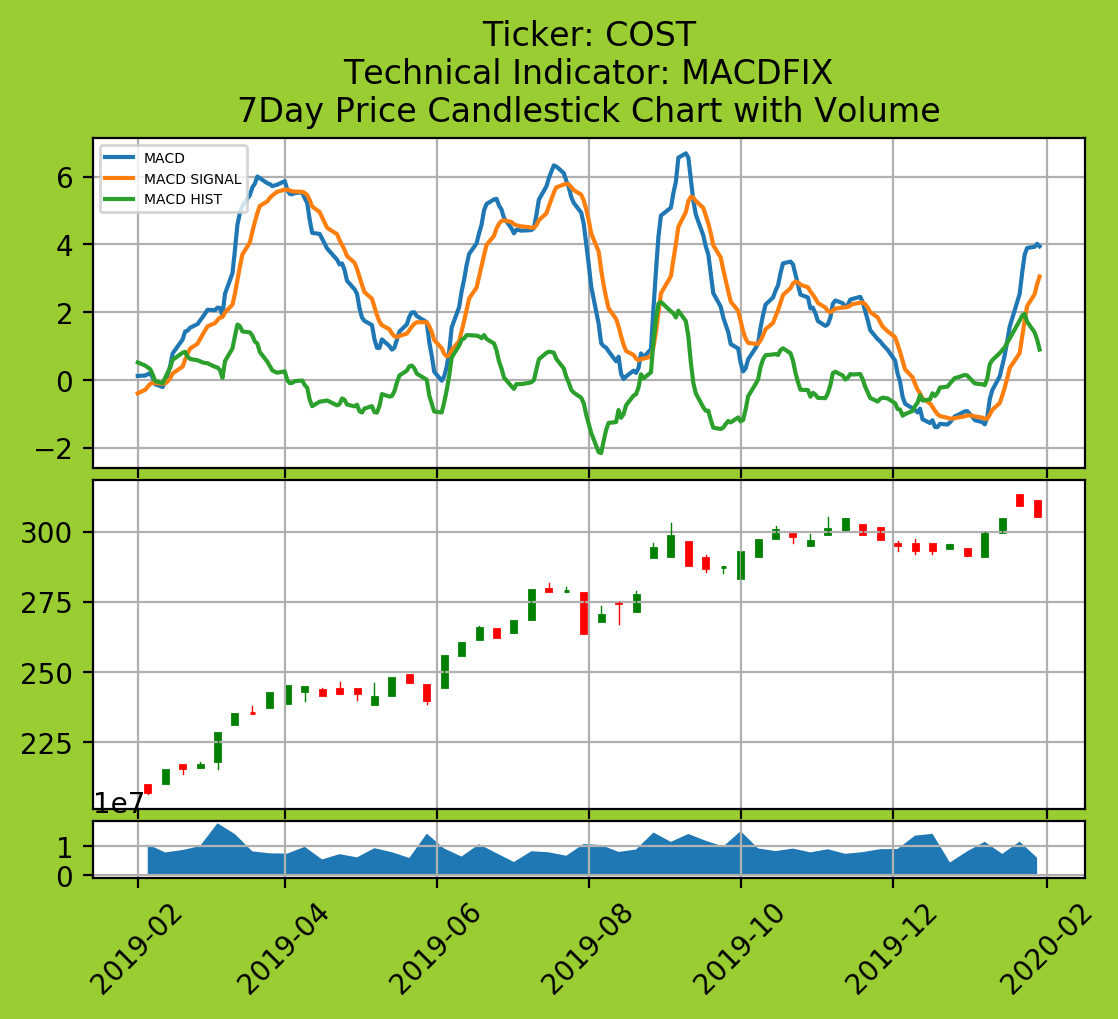 Ticker: COST
Technical Indicator: MACDFIX
7Day Price Candlestick Chart with Volume
MACD
MACD SIGNAL
MACD HIST
6
4
2
0
−2
300
275
250
225
1e7
1
0
2019-02
2019-04
2019-06
2019-08
2019-10
2019-12
2020-02